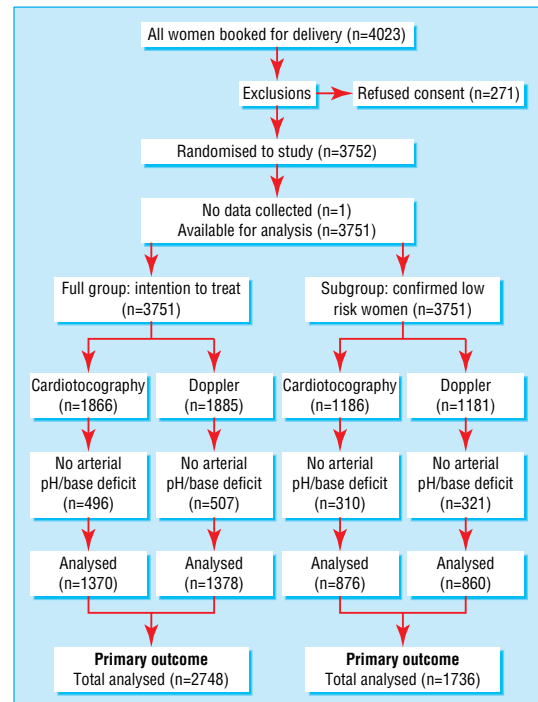 All women booked for delivery (n=4023)
Exclusions
Refused consent (n=271)
Randomised to study (n=3752)
No data collected (n=1)
Available for analysis (n=3751)
Full group: intention to treat
(n=3751)
Subgroup: confirmed low
risk women (n=3751)
Cardiotocography
(n=1866)
Doppler
(n=1885)
Cardiotocography
(n=1186)
Doppler
(n=1181)
No arterial
pH/base deficit
(n=496)
No arterial
pH/base deficit
(n=507)
No arterial
pH/base deficit
(n=310)
No arterial
pH/base deficit
(n=321)
Analysed
(n=1370)
Analysed
(n=1378)
Analysed
(n=876)
Analysed
(n=860)
Primary outcome
Total analysed (n=2748)
Primary outcome
Total analysed (n=1736)